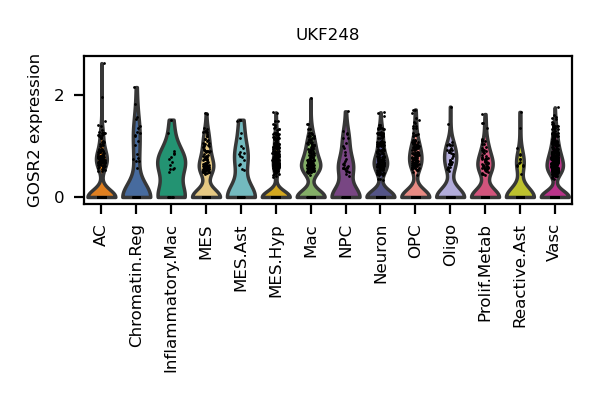 UKF248
GOSR2 expression
2
0
AC
Chromatin.Reg
Inflammatory.Mac
MES
MES.Ast
MES.Hyp
Mac
NPC
Neuron
OPC
Oligo
Prolif.Metab
Reactive.Ast
Vasc